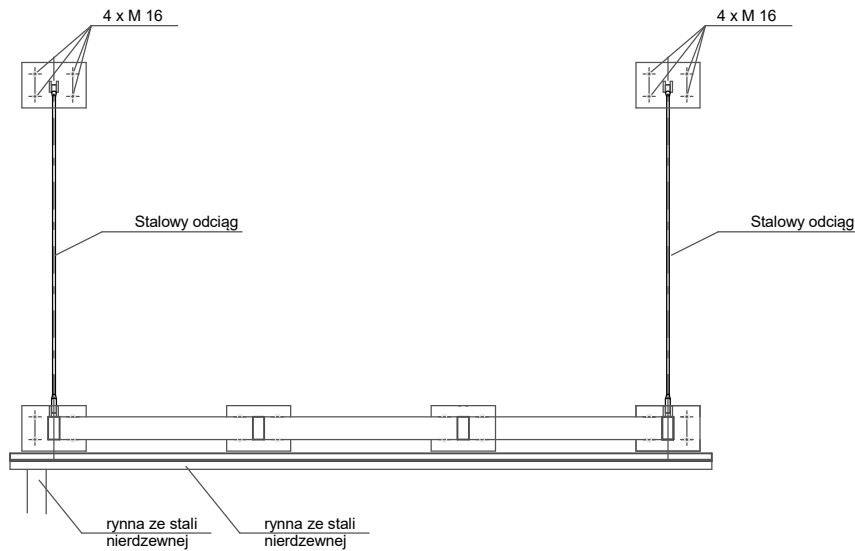 4 x M 16
4 x M 16
Stalowy odciąg
Stalowy odciąg
rynna ze stali
nierdzewnej
rynna ze stali
nierdzewnej